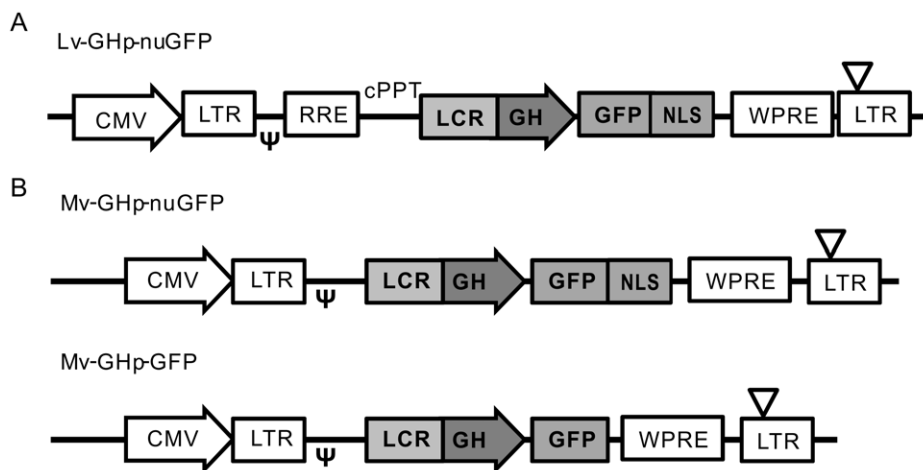 A
Lv-GHp-nuGFP
CMV LTR Ψ RRE cPPT LCR GH GFP NLS WPRE LTR
B
Mv-GHp-nuGFP
CMV LTR Ψ LCR GH GFP NLS WPRE LTR
Mv-GHp-GFP
CMV LTR Ψ LCR GH GFP WPRE LTR